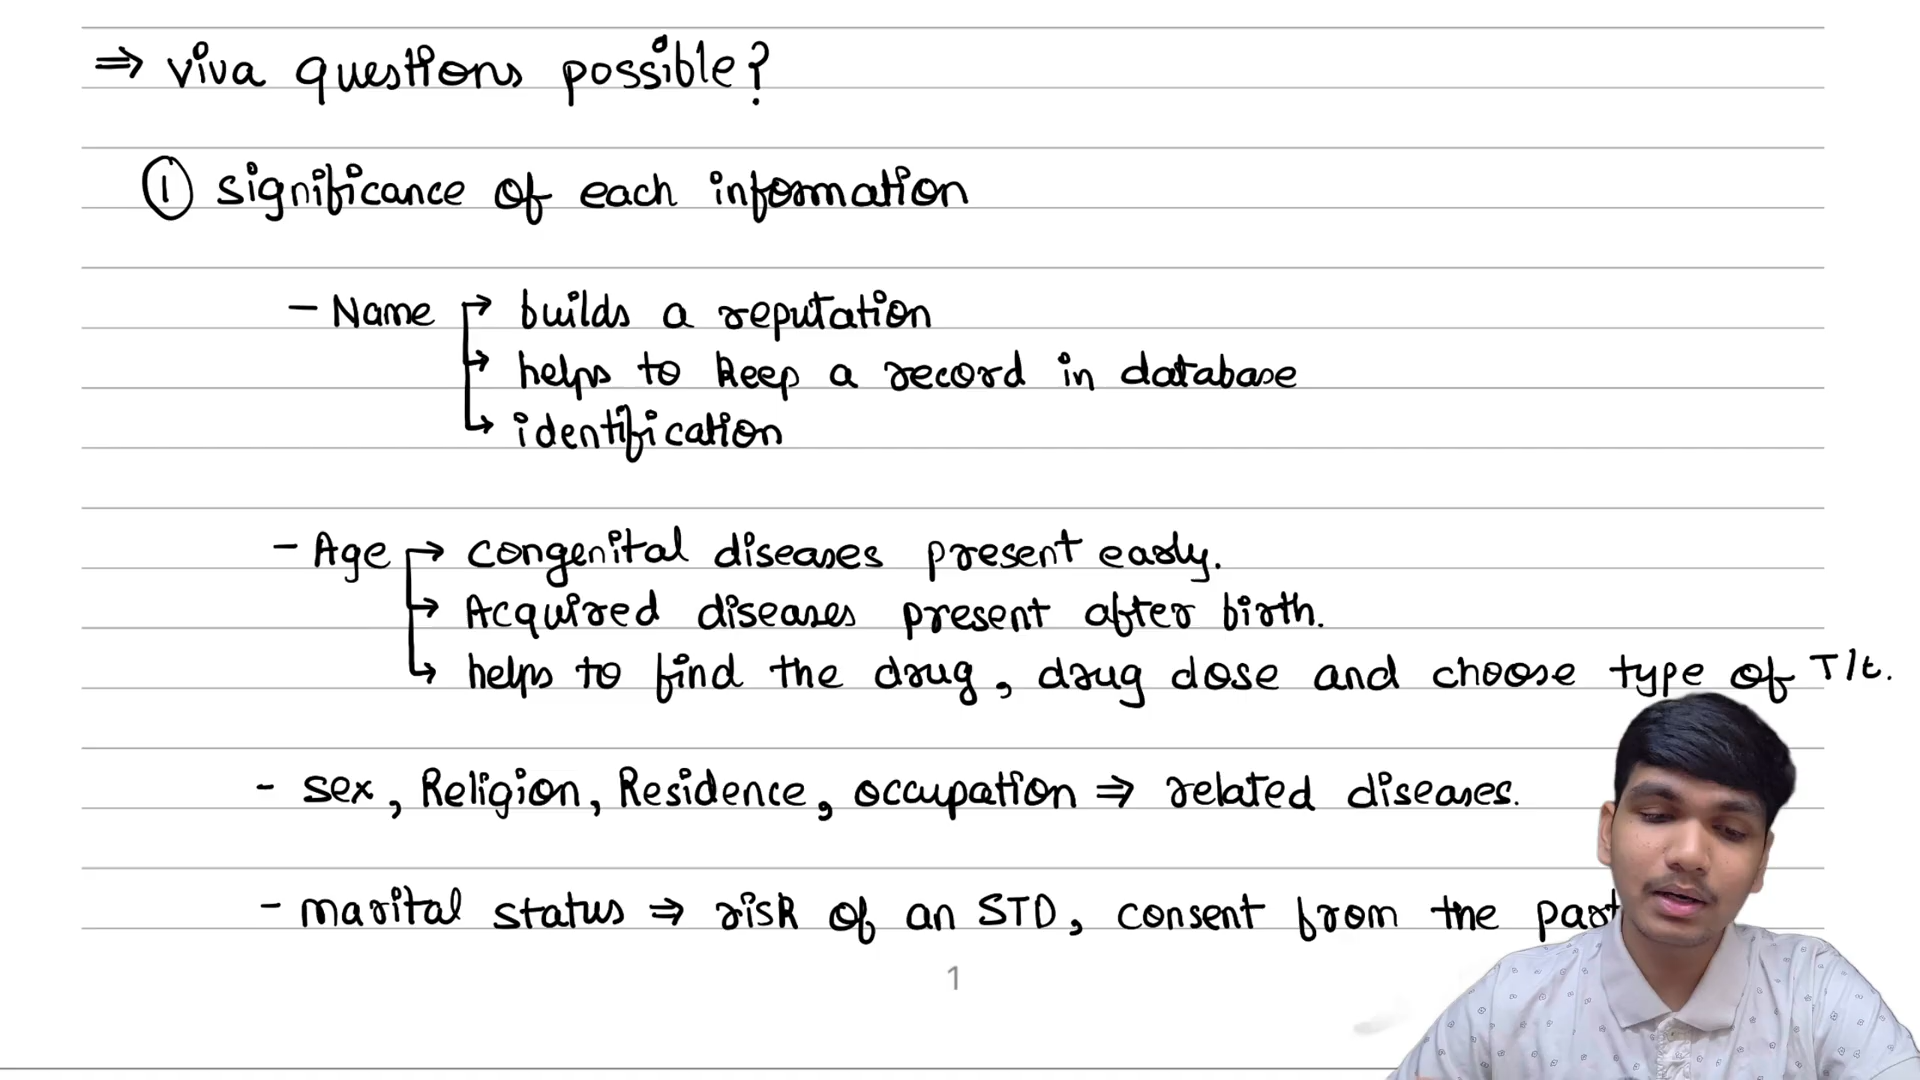 ⇒ viva questions possible?
① significance of each information
- Name → builds a reputation
→ helps to keep a record in database
→ identification
- Age → congenital diseases present early.
→ Acquired diseases present after birth.
→ helps to find the drug, drug dose and choose type of T/t.
- sex, Religion, Residence, occupation ⇒ related diseases.
- marital status ⇒ risk of an STD, consent from the
1